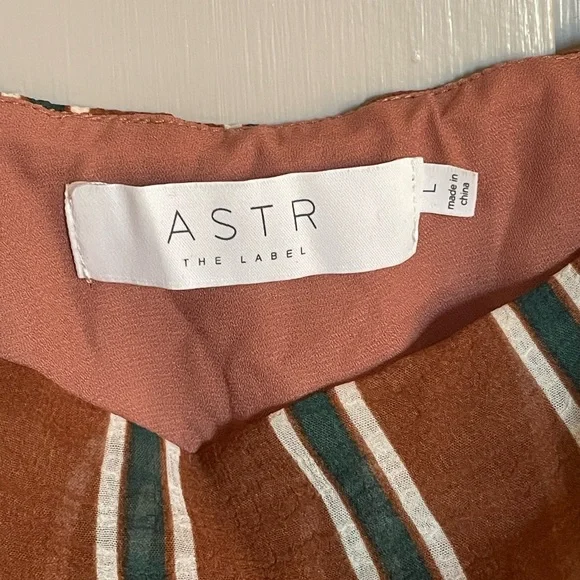 ASTR
THE LABEL
L
made in
china